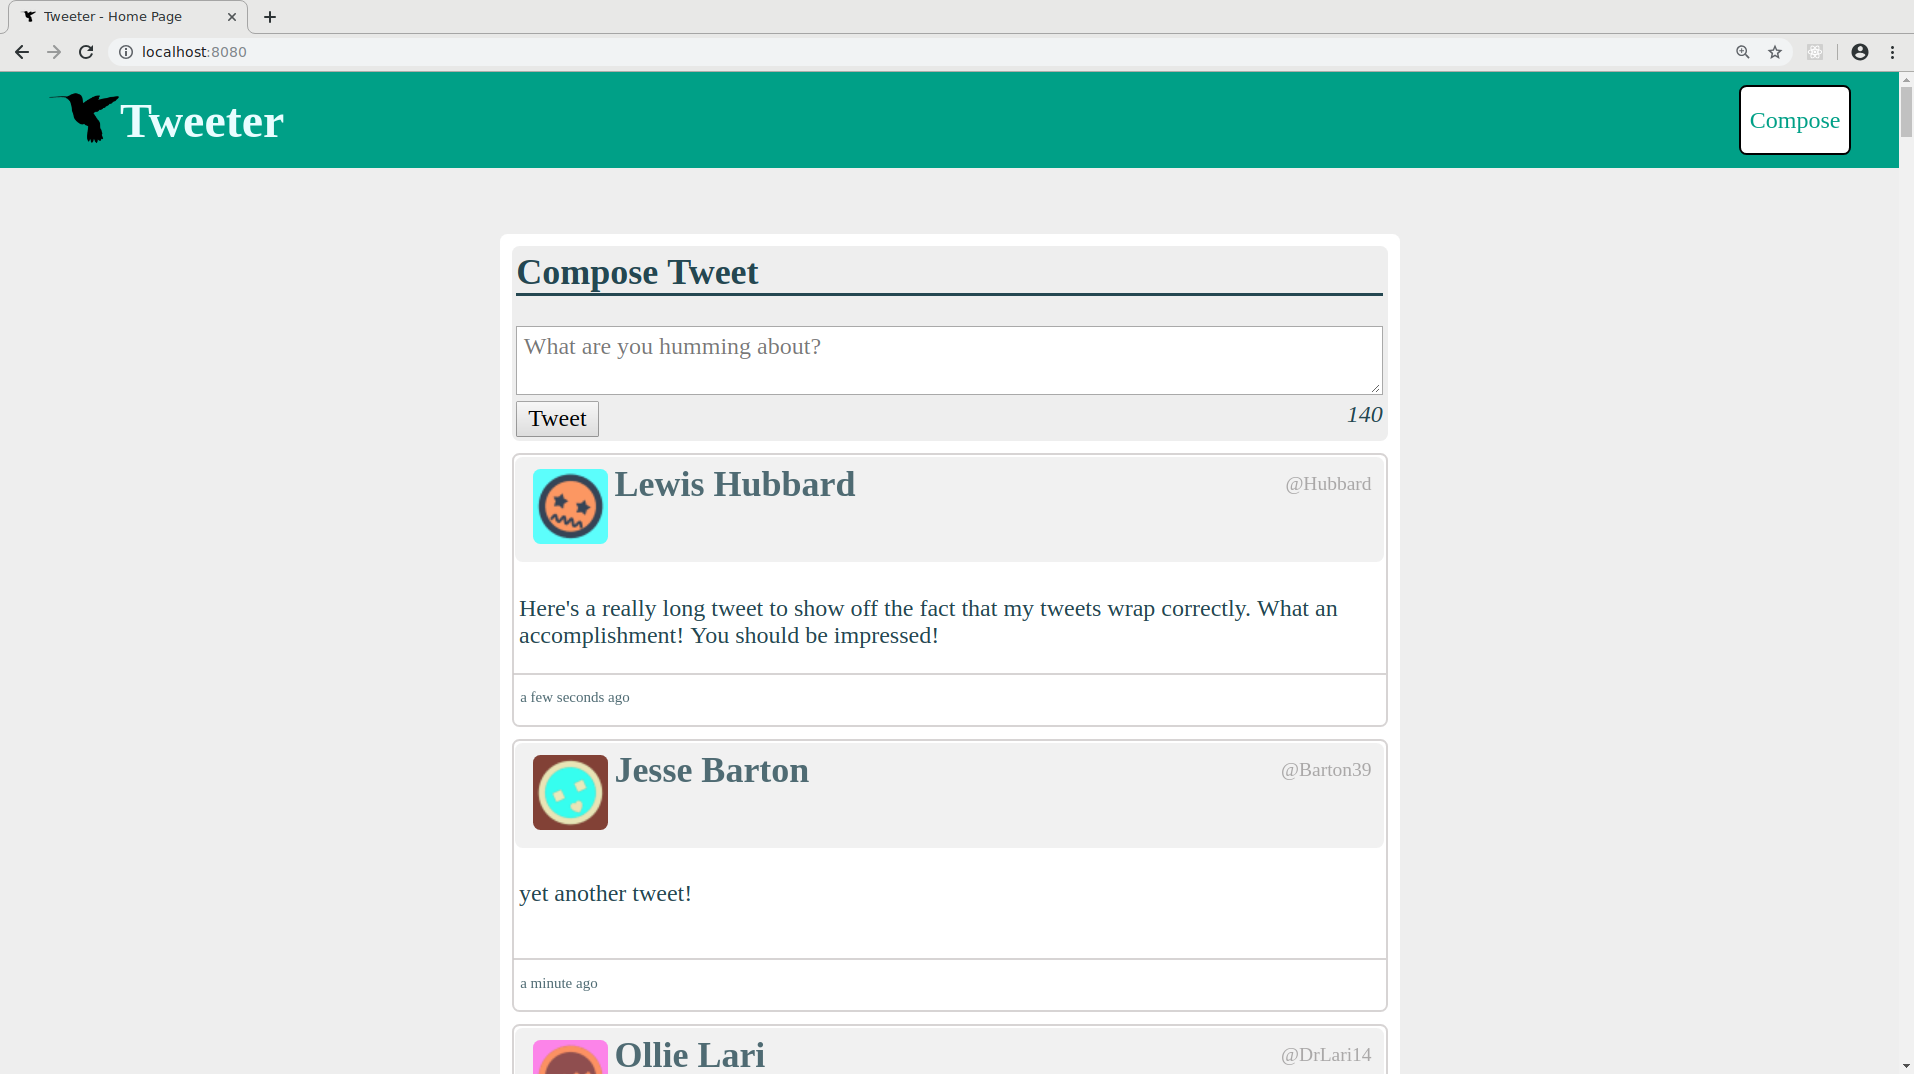 Tweeter - Home Page
localhost:8080
Tweeter
Compose
Compose Tweet
What are you humming about?
Tweet
140
Lewis Hubbard
@Hubbard
Here's a really long tweet to show off the fact that my tweets wrap correctly. What an
accomplishment! You should be impressed!
a few seconds ago
Jesse Barton
@Barton39
yet another tweet!
a minute ago
Ollie Lari
@DrLari14